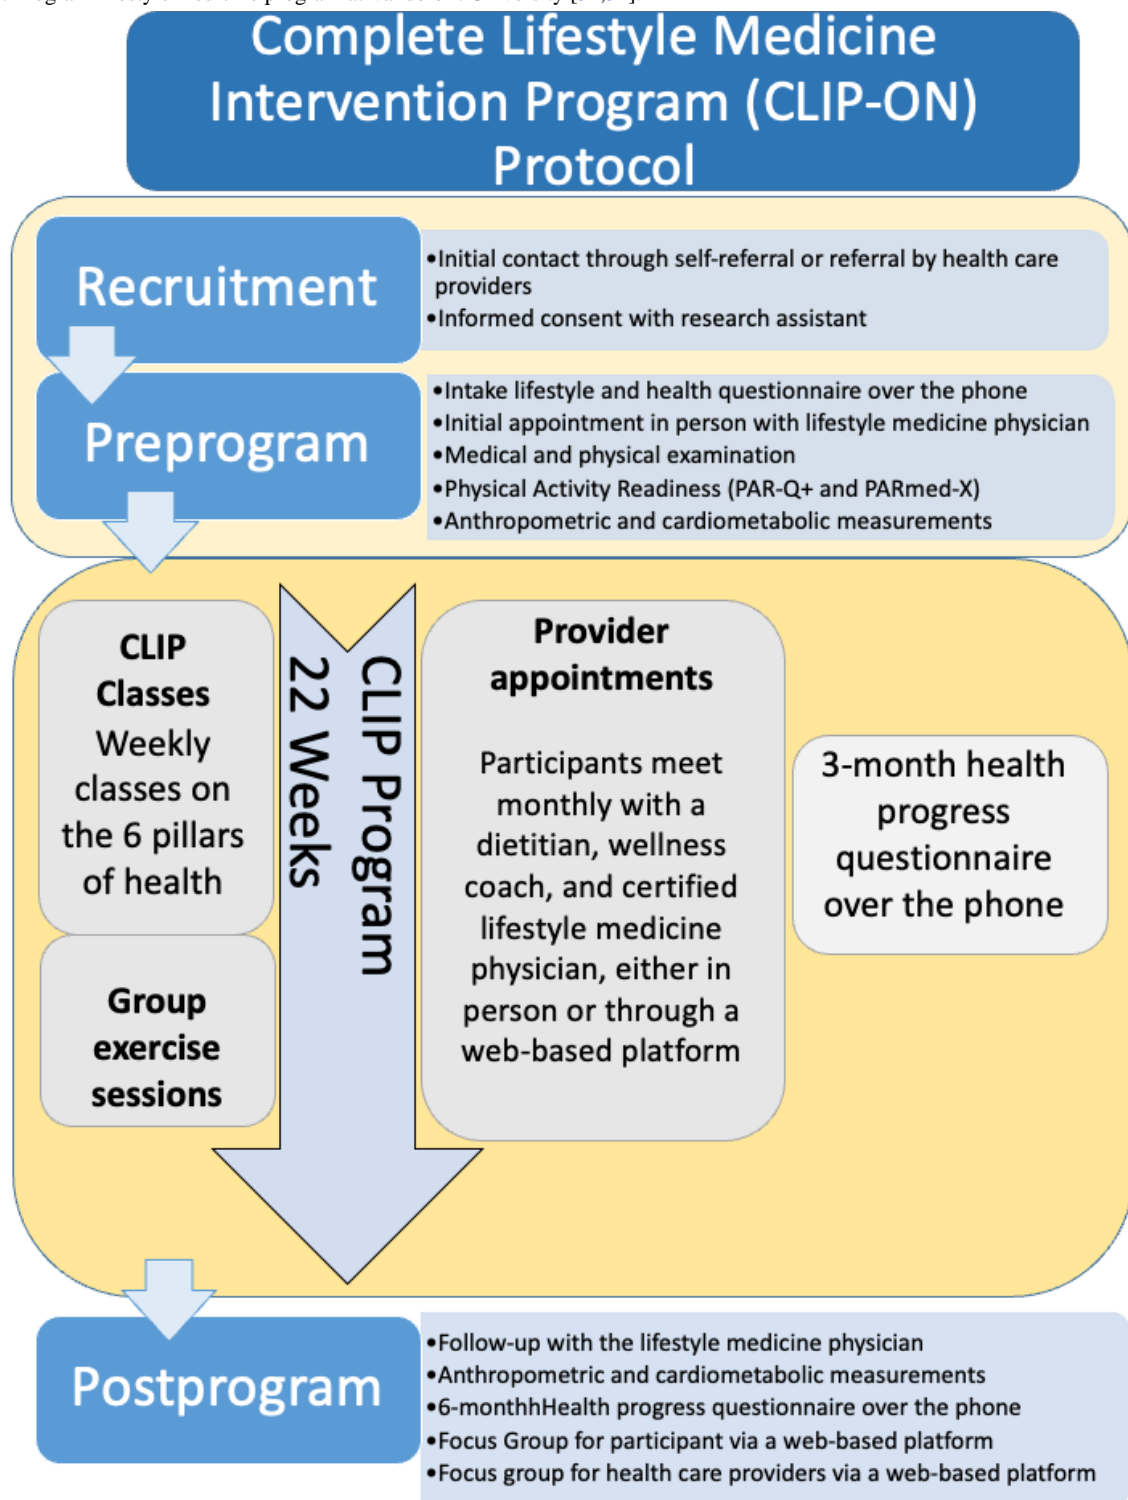 Complete Lifestyle Medicine
Intervention Program (CLIP-ON)
Protocol
Recruitment
•Initial contact through self-referral or referral by health care
providers
•Informed consent with research assistant
Preprogram
•Intake lifestyle and health questionnaire over the phone
•Initial appointment in person with lifestyle medicine physician
•Medical and physical examination
•Physical Activity Readiness (PAR-Q+ and PARmed-X)
•Anthropometric and cardiometabolic measurements
CLIP
Classes
Weekly
classes on
the 6 pillars
of health
Group
exercise
sessions
CLIP Program
22 Weeks
Provider
appointments
Participants meet
monthly with a
dietitian, wellness
coach, and certified
lifestyle medicine
physician, either in
person or through a
web-based platform
3-month health
progress
questionnaire
over the phone
Postprogram
•Follow-up with the lifestyle medicine physician
•Anthropometric and cardiometabolic measurements
•6-monthhHealth progress questionnaire over the phone
•Focus Group for participant via a web-based platform
•Focus group for health care providers via a web-based platform